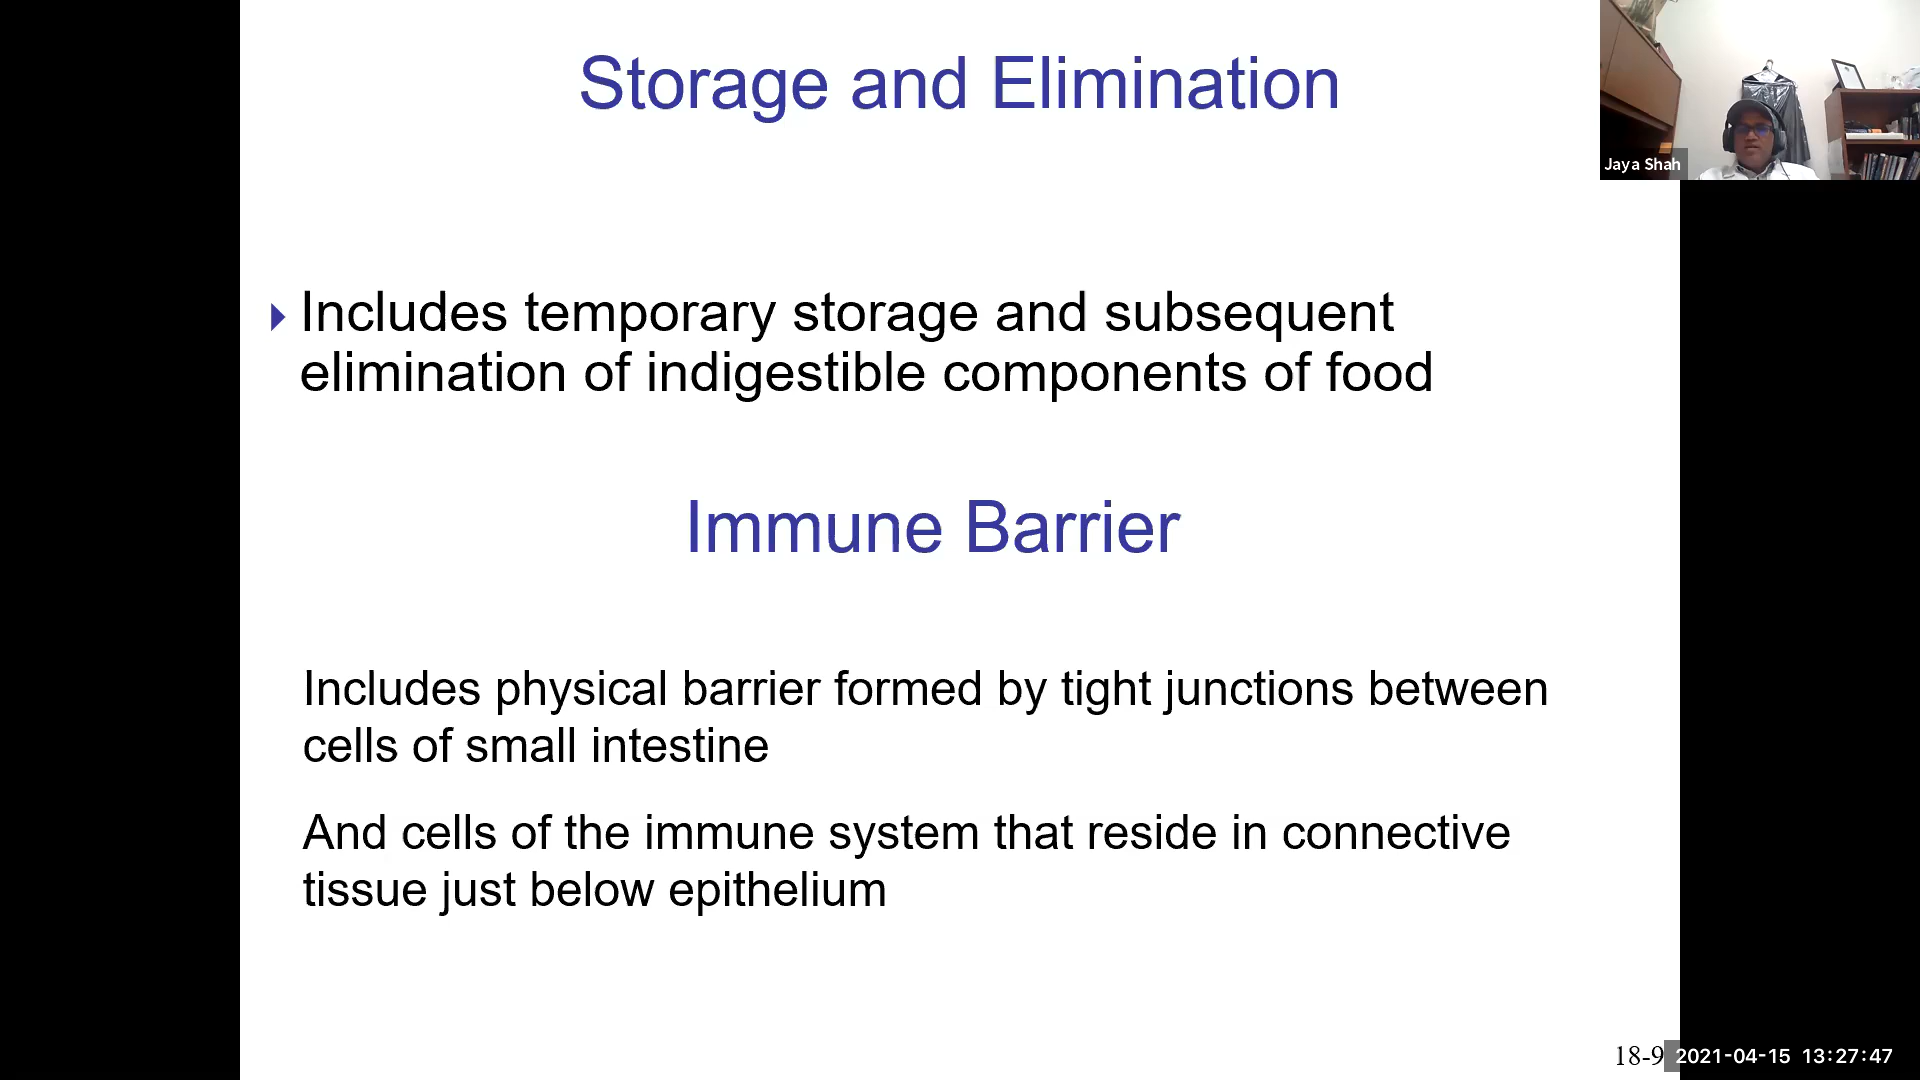 Storage and Elimination
Jaya Shah
Includes temporary storage and subsequent
elimination of indigestible components of food
Immune Barrier
Includes physical barrier formed by tight junctions between
cells of small intestine
And cells of the immune system that reside in connective
tissue just below epithelium
18-9
2021-04-15 13:27:47